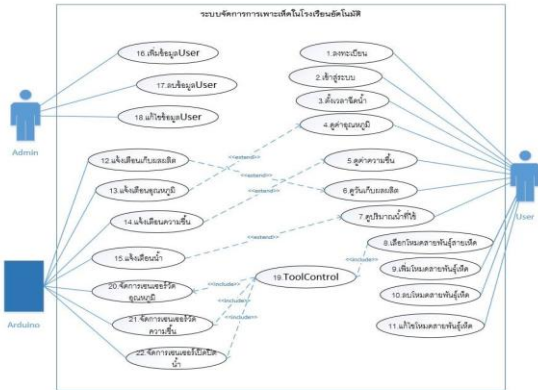 ระบบจัดการการเพาะเห็ดในโรงเรือนอัตโนมัติ
16.เพิ่มข้อมูลUser
17.ลบข้อมูลUser
18.แก้ไขข้อมูลUser
Admin
1.ลงทะเบียน
2.เข้าสู่ระบบ
3.ตั้งเวลาฉีดน้ำ
4.ดูค่าอุณหภูมิ
5.ดูค่าความชื้น
6.ดูวันเก็บผลผลิต
7.ดูปริมาณน้ำที่ใช้
User
12.แจ้งเตือนเก็บผลผลิต
13.แจ้งเตือนอุณหภูมิ
14.แจ้งเตือนความชื้น
15.แจ้งเตือนน้ำ
<<extend>>
<<extend>>
<<extend>>
<<extend>>
8.เลือกโหมดสายพันธุ์สายเห็ด
9.เพิ่มโหมดสายพันธุ์เห็ด
10.ลบโหมดสายพันธุ์เห็ด
11.แก้ไขโหมดสายพันธุ์เห็ด
19.ToolControl
<<include>>
<<include>>
<<include>>
<<include>>
20.จัดการเซนเซอร์วัด
อุณหภูมิ
21.จัดการเซนเซอร์วัด
ความชื้น
22.จัดการเซนเซอร์เปิดปิด
น้ำ
Arduino